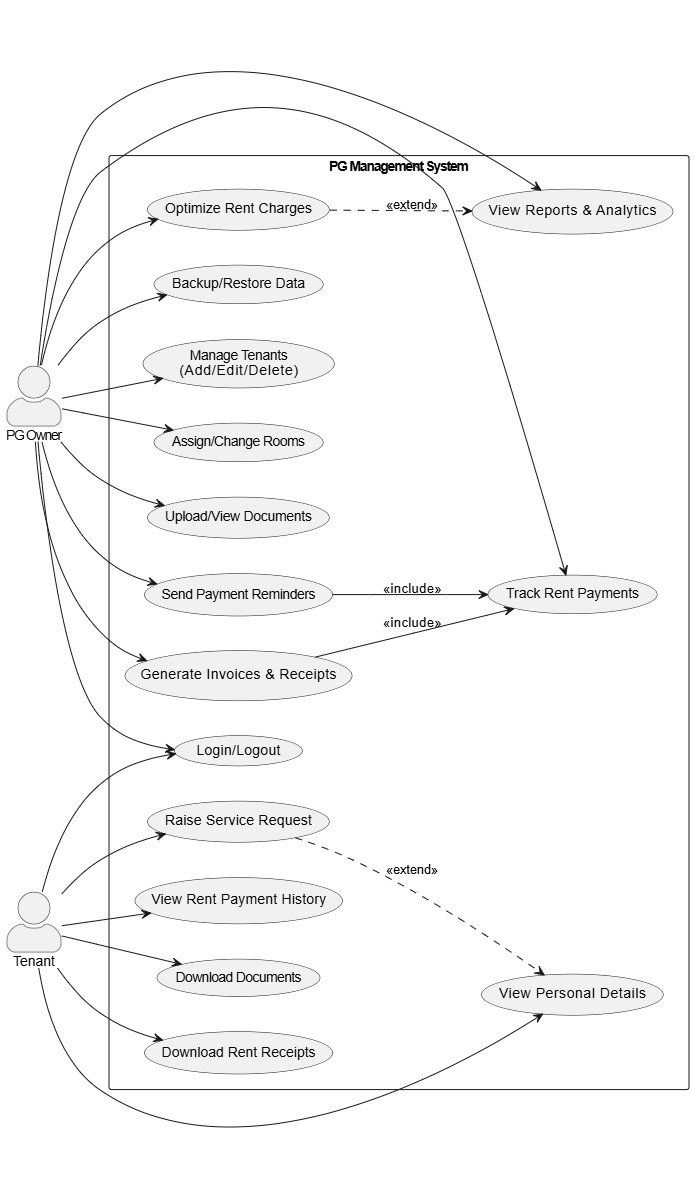 PG Management System
Optimize Rent Charges
«extend»
View Reports & Analytics
Backup/Restore Data
Manage Tenants
(Add/Edit/Delete)
PG Owner
Assign/Change Rooms
Upload/View Documents
Send Payment Reminders
«include»
Track Rent Payments
«include»
Generate Invoices & Receipts
Login/Logout
Raise Service Request
«extend»
View Rent Payment History
Tenant
Download Documents
View Personal Details
Download Rent Receipts